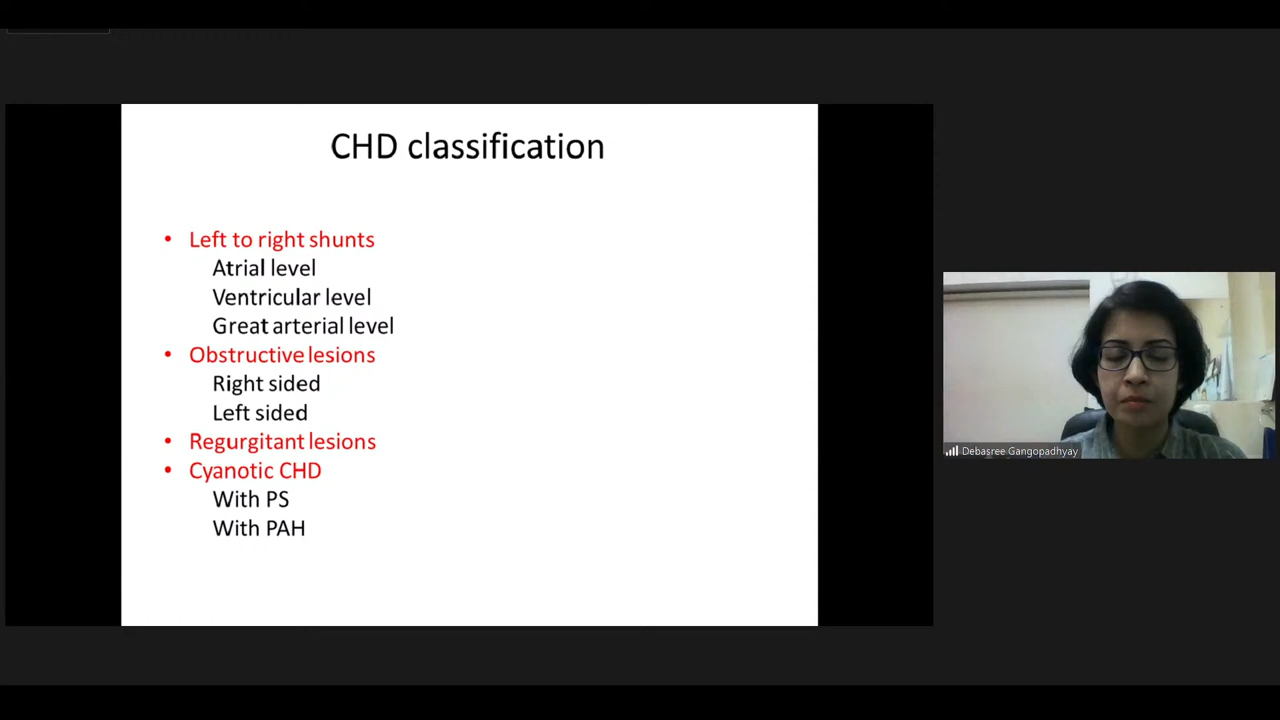 CHD classification
• Left to right shunts
Atrial level
Ventricular level
Great arterial level
• Obstructive lesions
Right sided
Left sided
• Regurgitant lesions
• Cyanotic CHD
With PS
With PAH
Debasree Gangopadhyay